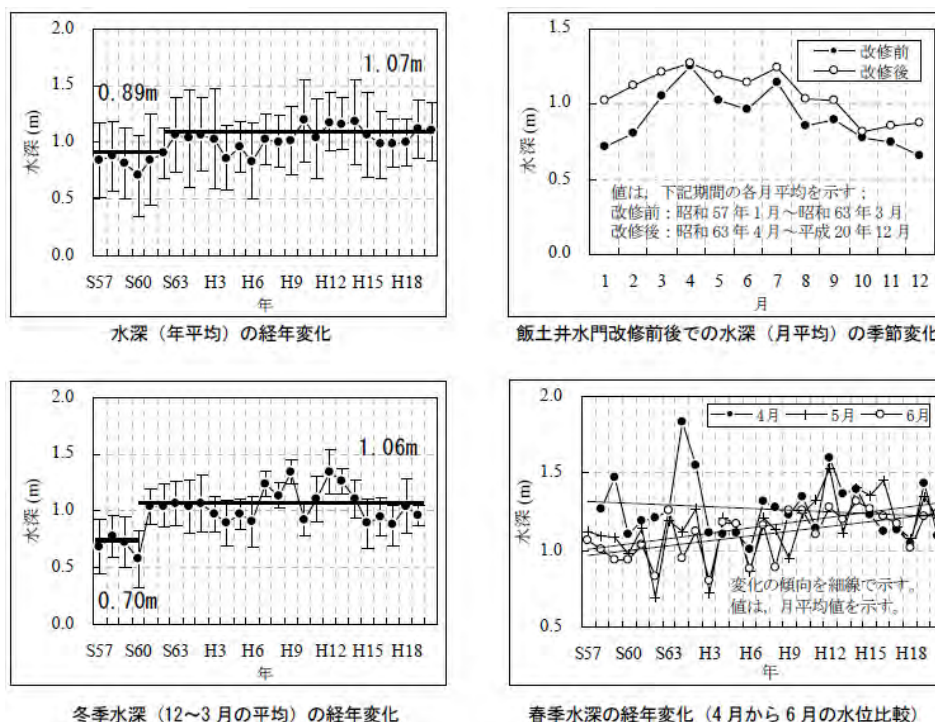 2.0
1.5
1.0
0.5
0.0
水深 (m)
0.89m
1.07m
S57 S60 S63 H3 H6 H9 H12 H15 H18
年
水深（年平均）の経年変化
1.5
1.0
0.5
0.0
水深 (m)
改修前
改修後
値は，下記期間の各月平均を示す；
改修前：昭和 57 年 1 月～昭和 63 年 3 月
改修後：昭和 63 年 4 月～平成 20 年 12 月
1 2 3 4 5 6 7 8 9 10 11 12
月
飯土井水門改修前後での水深（月平均）の季節変化
2.0
1.5
1.0
0.5
0.0
水深 (m)
1.06m
0.70m
S57 S60 S63 H3 H6 H9 H12 H15 H18
年
冬季水深（12～3 月の平均）の経年変化
2.0
1.5
1.0
0.5
水深 (m)
4月 5月 6月
変化の傾向を細線で示す。
値は，月平均値を示す。
S57 S60 S63 H3 H6 H9 H12 H15 H18
年
春季水深の経年変化（4 月から 6 月の水位比較）